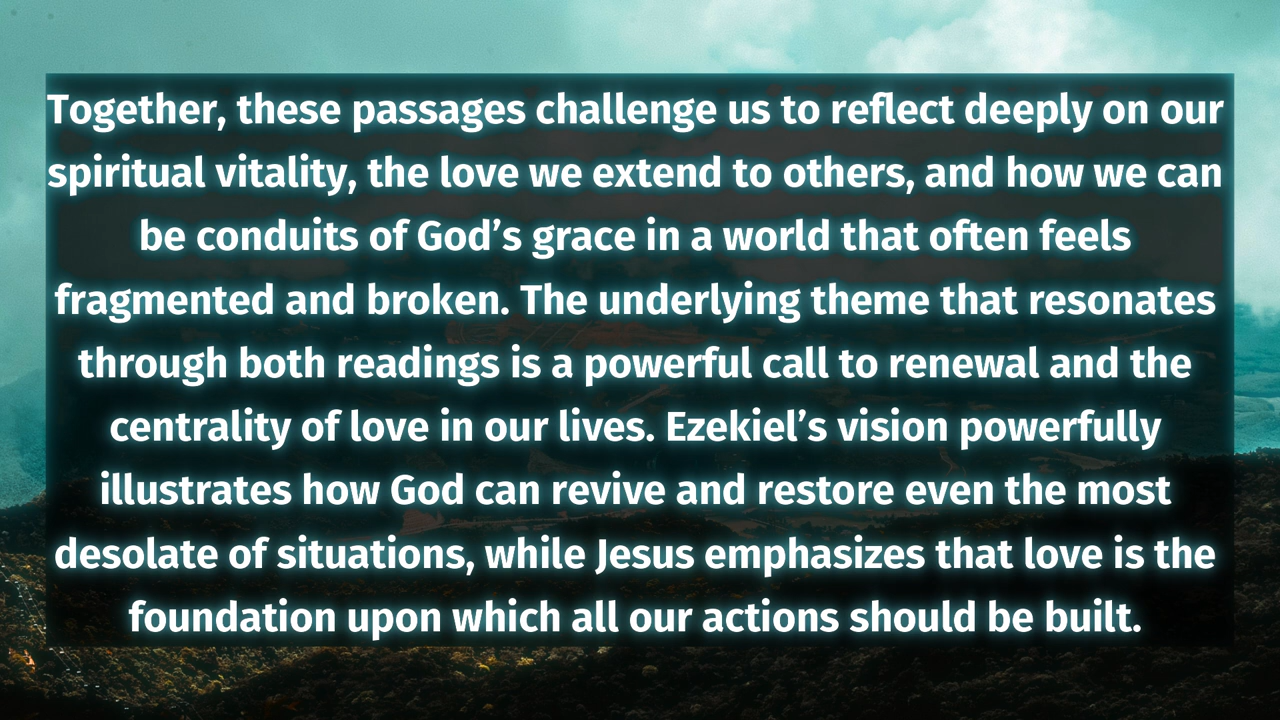 Together, these passages challenge us to reflect deeply on our
spiritual vitality, the love we extend to others, and how we can
be conduits of God’s grace in a world that often feels
fragmented and broken. The underlying theme that resonates
through both readings is a powerful call to renewal and the
centrality of love in our lives. Ezekiel’s vision powerfully
illustrates how God can revive and restore even the most
desolate of situations, while Jesus emphasizes that love is the
foundation upon which all our actions should be built.